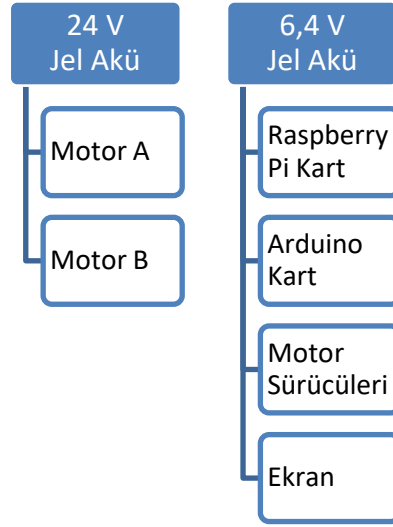 24 V
Jel Akü
Motor A
Motor B
6,4 V
Jel Akü
Raspberry
Pi Kart
Arduino
Kart
Motor
Sürücüleri
Ekran